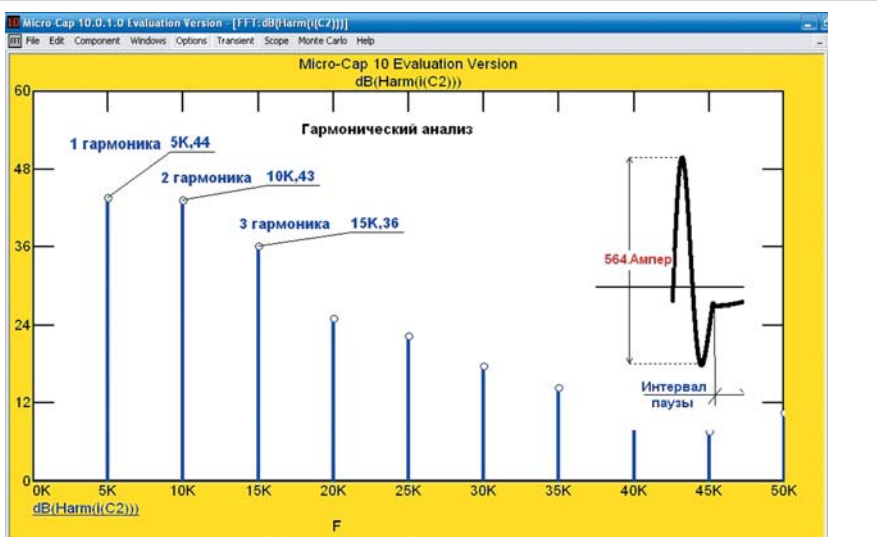 Micro-Cap 10.0.1.0 Evaluation Version - [FFT:dB(Harm(i(C2)))]
File Edit Component Windows Options Transient Scope Monte Carlo Help
Micro-Cap 10 Evaluation Version
dB(Harm(i(C2)))
60
Гармонический анализ
1 гармоника 5K,44
48
2 гармоника 10K,43
3 гармоника 15K,36
36
564.Ампер
24
Интервал
паузы
12
0
0K 5K 10K 15K 20K 25K 30K 35K 40K 45K 50K
dB(Harm(i(C2)))
F